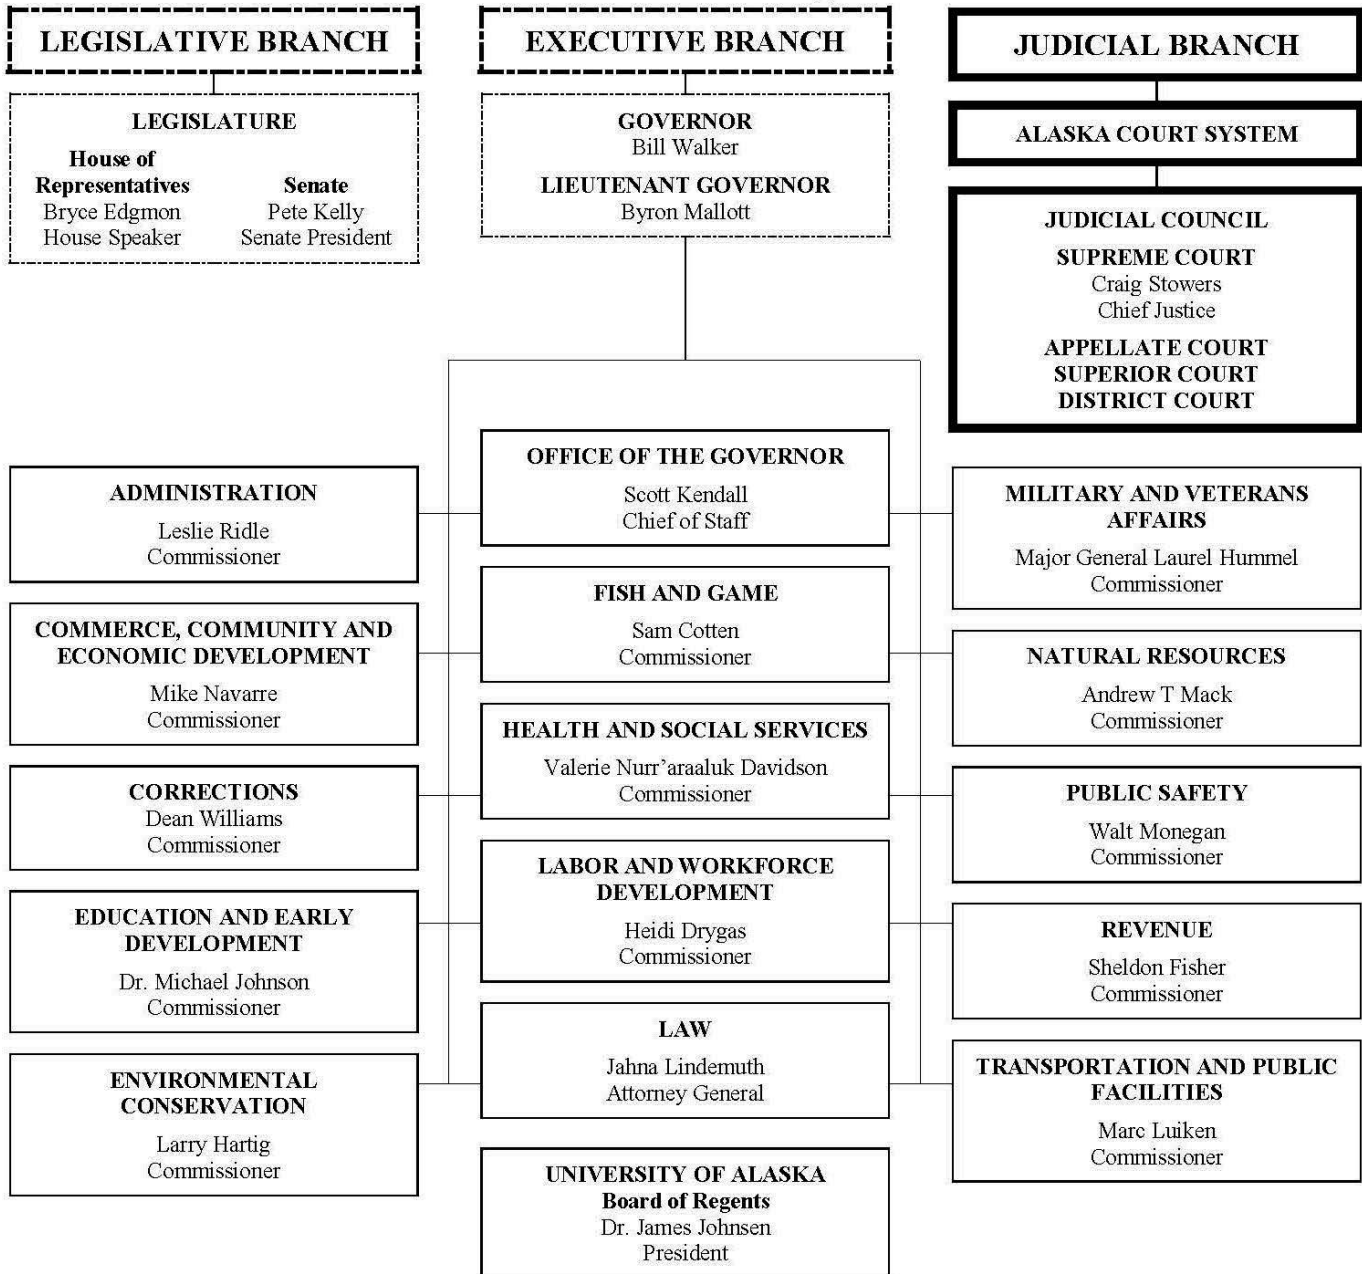 LEGISLATIVE BRANCH
LEGISLATURE
House of
Representatives
Bryce Edgmon
House Speaker
Senate
Pete Kelly
Senate President
EXECUTIVE BRANCH
GOVERNOR
Bill Walker
LIEUTENANT GOVERNOR
Byron Mallott
JUDICIAL BRANCH
ALASKA COURT SYSTEM
JUDICIAL COUNCIL
SUPREME COURT
Craig Stowers
Chief Justice
APPELLATE COURT
SUPERIOR COURT
DISTRICT COURT
ADMINISTRATION
Leslie Ridle
Commissioner
COMMERCE, COMMUNITY AND
ECONOMIC DEVELOPMENT
Mike Navarre
Commissioner
CORRECTIONS
Dean Williams
Commissioner
EDUCATION AND EARLY
DEVELOPMENT
Dr. Michael Johnson
Commissioner
ENVIRONMENTAL
CONSERVATION
Larry Hartig
Commissioner
OFFICE OF THE GOVERNOR
Scott Kendall
Chief of Staff
FISH AND GAME
Sam Cotten
Commissioner
HEALTH AND SOCIAL SERVICES
Valerie Nurr’araaluk Davidson
Commissioner
LABOR AND WORKFORCE
DEVELOPMENT
Heidi Drygas
Commissioner
LAW
Jahna Lindemuth
Attorney General
UNIVERSITY OF ALASKA
Board of Regents
Dr. James Johnsen
President
MILITARY AND VETERANS
AFFAIRS
Major General Laurel Hummel
Commissioner
NATURAL RESOURCES
Andrew T Mack
Commissioner
PUBLIC SAFETY
Walt Monegan
Commissioner
REVENUE
Sheldon Fisher
Commissioner
TRANSPORTATION AND PUBLIC
FACILITIES
Marc Luiken
Commissioner